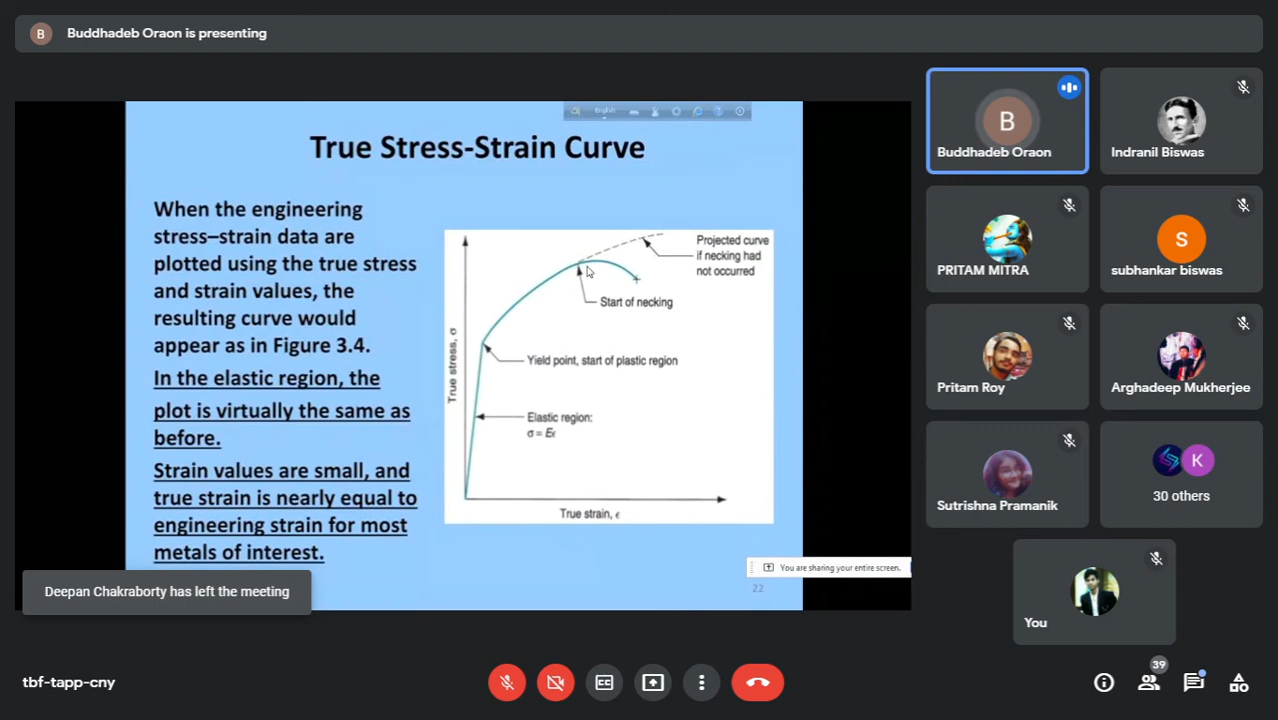 B Buddhadeb Oraon is presenting
English
True Stress-Strain Curve
When the engineering
stress–strain data are
plotted using the true stress
and strain values, the
resulting curve would
appear as in Figure 3.4.
In the elastic region, the
plot is virtually the same as
before.
Strain values are small, and
true strain is nearly equal to
engineering strain for most
metals of interest.
Projected curve
if necking had
not occurred
Start of necking
Yield point, start of plastic region
Elastic region:
σ = Eϵ
True stress, σ
True strain, ϵ
You are sharing your entire screen.
22
Deepan Chakraborty has left the meeting
B
Buddhadeb Oraon
Indranil Biswas
PRITAM MITRA
S
subhankar biswas
Pritam Roy
Arghadeep Mukherjee
Sutrishna Pramanik
K
30 others
You
tbf-tapp-cny
CC
39